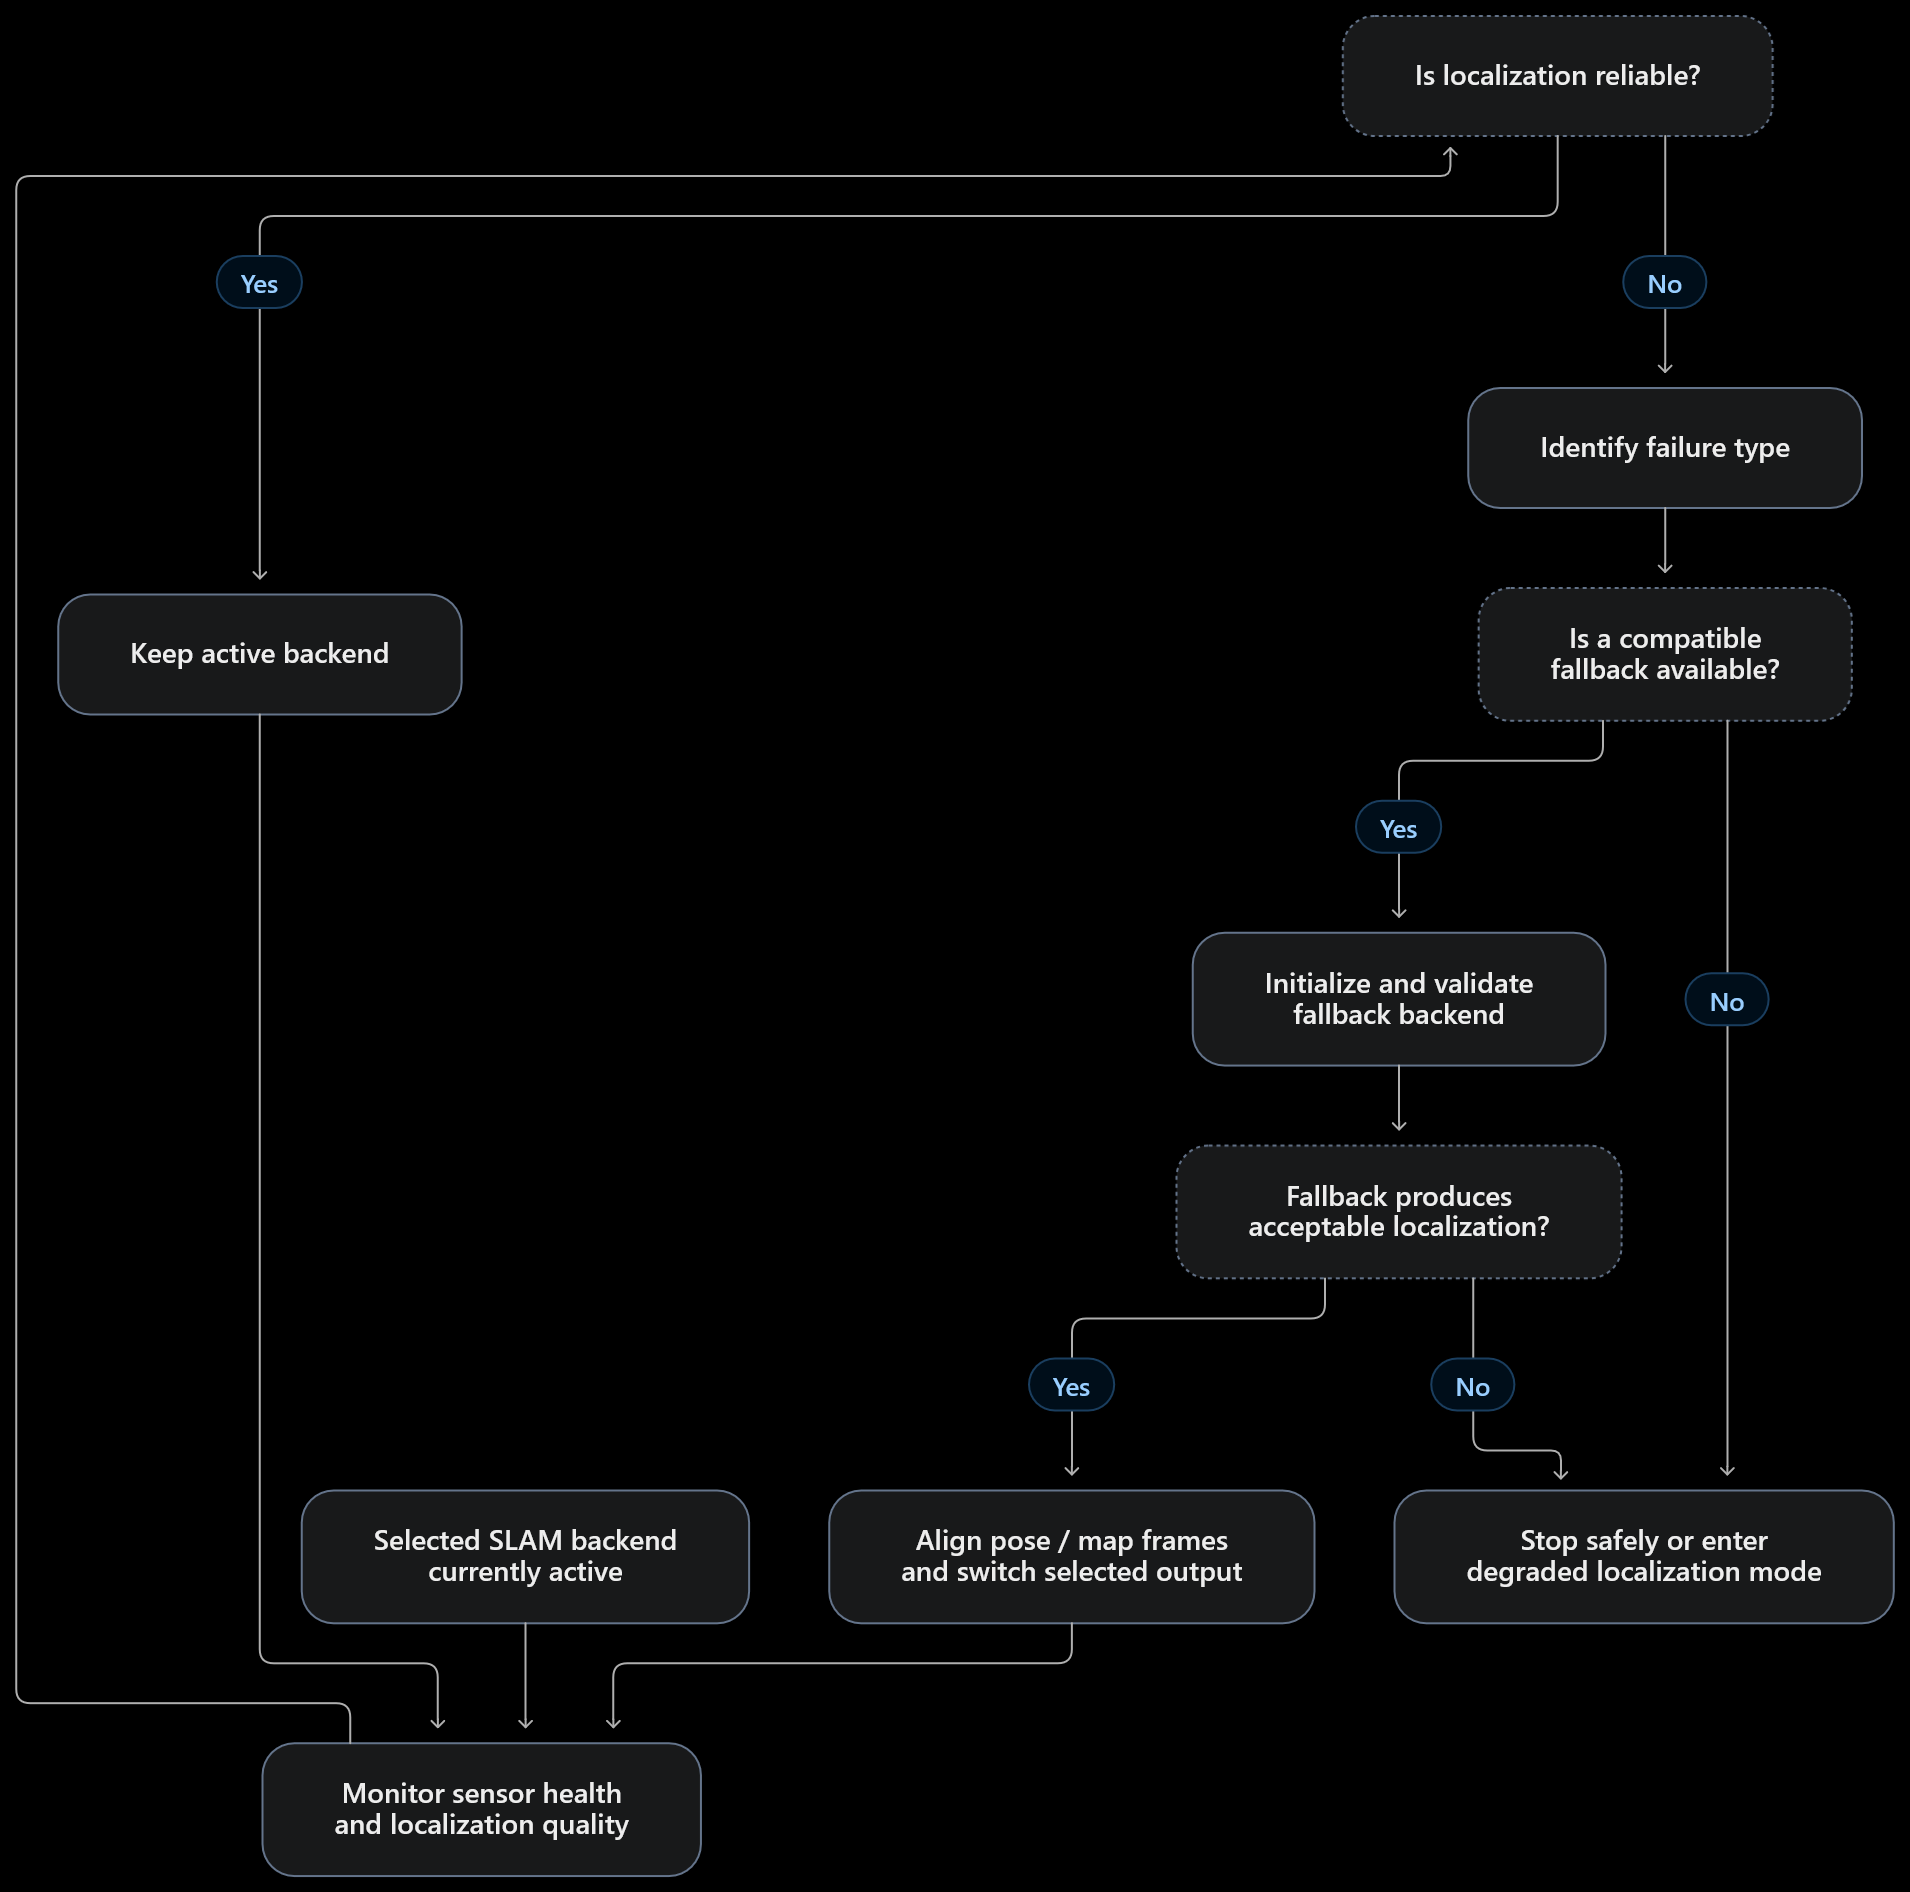 Is localization reliable?
Yes
No
Identify failure type
Keep active backend
Is a compatible
fallback available?
Yes
Initialize and validate
fallback backend
No
Fallback produces
acceptable localization?
Yes
No
Selected SLAM backend
currently active
Align pose / map frames
and switch selected output
Stop safely or enter
degraded localization mode
Monitor sensor health
and localization quality